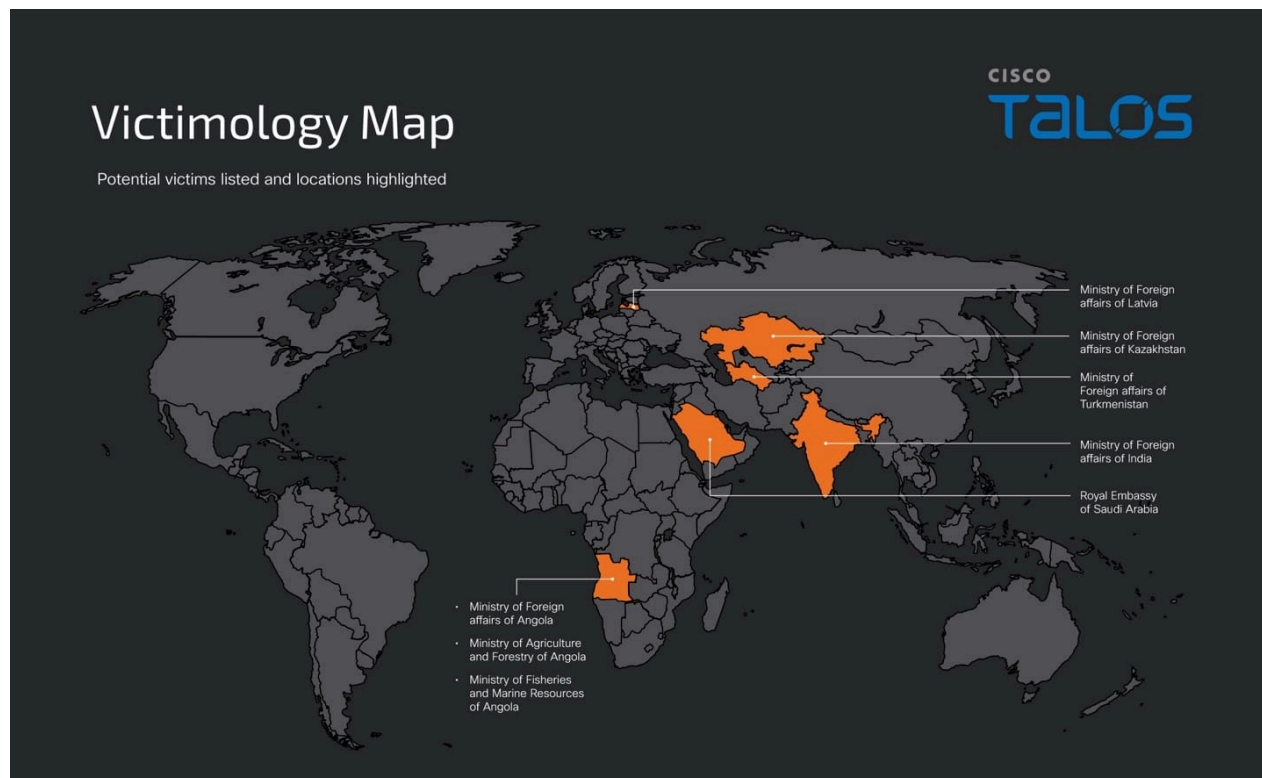 CISCO
TALOS
Victimology Map
Potential victims listed and locations highlighted
Ministry of Foreign
affairs of Latvia
Ministry of Foreign
affairs of Kazakhstan
Ministry of
Foreign affairs of
Turkmenistan
Ministry of Foreign
affairs of India
Royal Embassy
of Saudi Arabia
• Ministry of Foreign
affairs of Angola
• Ministry of Agriculture
and Forestry of Angola
• Ministry of Fisheries
and Marine Resources
of Angola